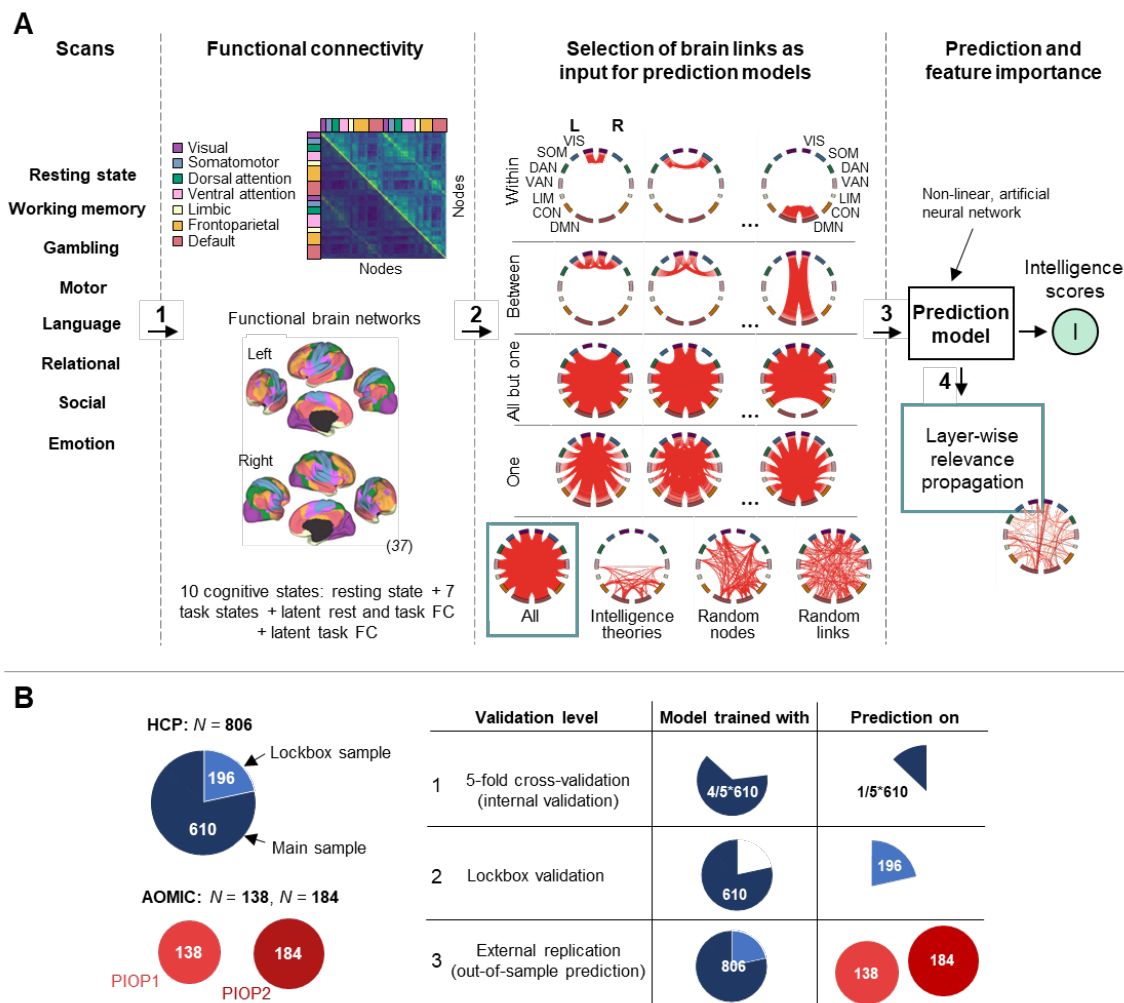 A
Scans
Functional connectivity
Selection of brain links as
input for prediction models
Prediction and
feature importance
Resting state
Working memory
Gambling
Motor
Language
Relational
Social
Emotion
1
Visual
Somatomotor
Dorsal attention
Ventral attention
Limbic
Frontoparietal
Default
Nodes
Nodes
Functional brain networks
Left
Right
(37)
10 cognitive states: resting state + 7
task states + latent rest and task FC
+ latent task FC
2
L R
Within
VIS
SOM
DAN
VAN
LIM
CON
DMN
...
VIS
SOM
DAN
VAN
LIM
CON
DMN
Between
...
All but one
...
One
...
All
Intelligence
theories
Random
nodes
Random
links
3
Non-linear, artificial
neural network
Prediction
model
Intelligence
scores
I
4
Layer-wise
relevance
propagation
B
HCP: N = 806
Lockbox sample
196
610
Main sample
AOMIC: N = 138, N = 184
138
184
PIOP1
PIOP2
Validation level
Model trained with
Prediction on
1
5-fold cross-validation
(internal validation)
4/5*610
1/5*610
2
Lockbox validation
610
196
3
External replication
(out-of-sample prediction)
806
138
184